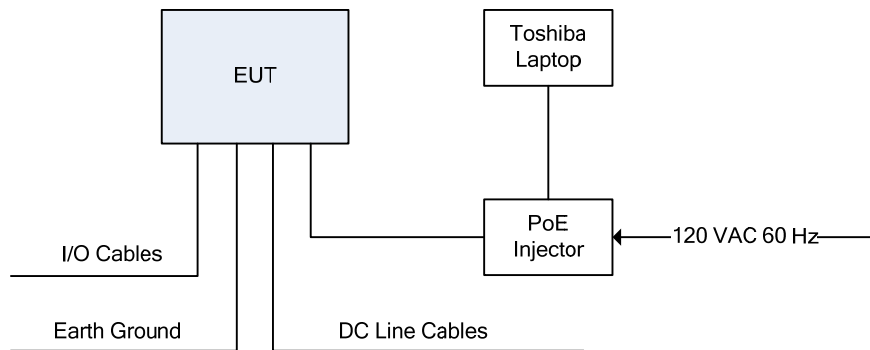 EUT
Toshiba
Laptop
PoE
Injector
120 VAC 60 Hz
I/O Cables
Earth Ground
DC Line Cables